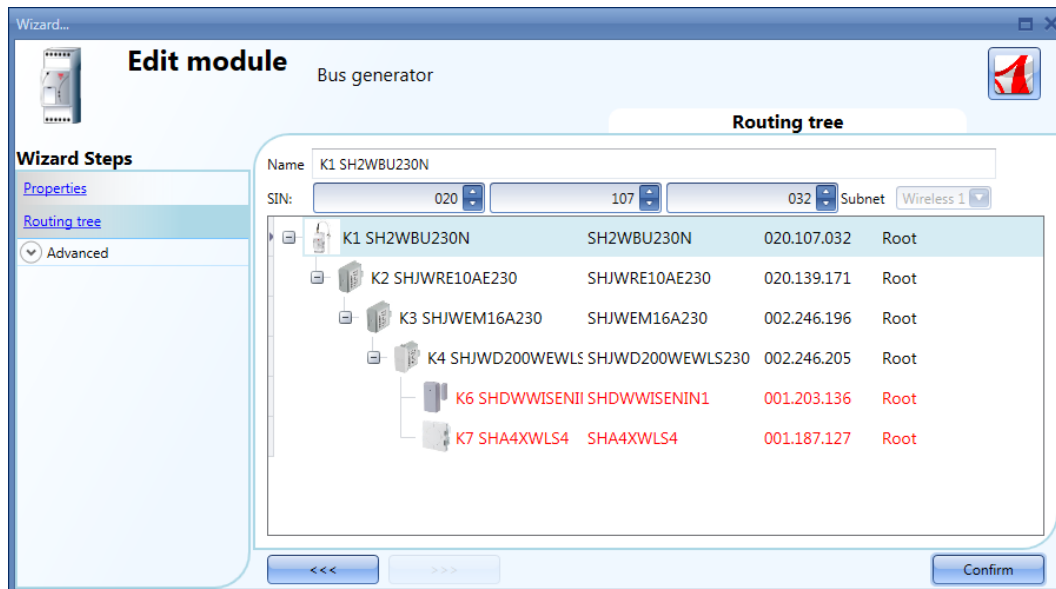 Wizard...
Edit module
Bus generator
Routing tree
Wizard Steps
Properties
Routing tree
Advanced
Name K1 SH2WBU230N
SIN: 020 107 032 Subnet Wireless 1
K1 SH2WBU230N SH2WBU230N 020.107.032 Root
K2 SHJWRE10AE230 SHJWRE10AE230 020.139.171 Root
K3 SHJWEM16A230 SHJWEM16A230 002.246.196 Root
K4 SHJWD200WEWLS SHJWD200WEWLS230 002.246.205 Root
K6 SHDWWISENIN SHDWWISENIN1 001.203.136 Root
K7 SHA4XWLS4 SHA4XWLS4 001.187.127 Root
<<< >>> Confirm